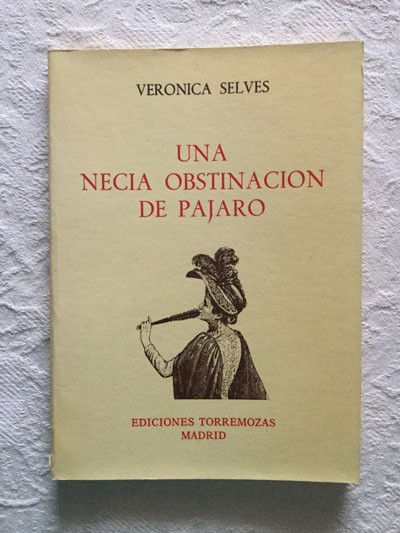 VERONICA SELVES
UNA
NECIA OBSTINACION
DE PAJARO
EDICIONES TORREMOZAS
MADRID